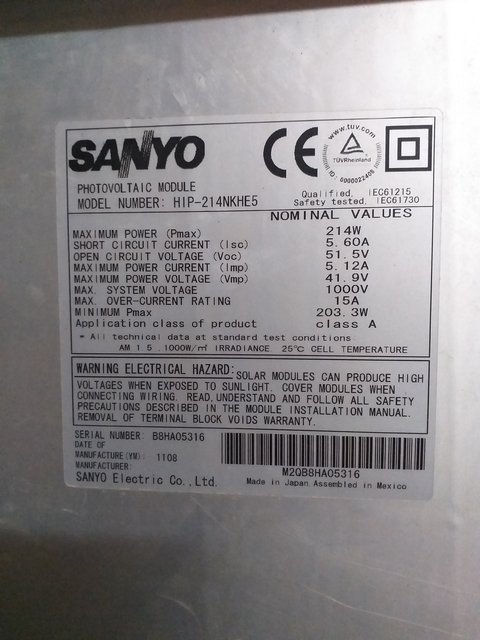 SANYO
CE
www.tuv.com
TÜVRheinland
ID: 0000022406
PHOTOVOLTAIC MODULE
MODEL NUMBER: HIP-214NKHE5
Qualified, IEC61215
Safety tested, IEC61730
NOMINAL VALUES
MAXIMUM POWER (Pmax) 214W
SHORT CIRCUIT CURRENT (Isc) 5.60A
OPEN CIRCUIT VOLTAGE (Voc) 51.5V
MAXIMUM POWER CURRENT (Imp) 5.12A
MAXIMUM POWER VOLTAGE (Vmp) 41.9V
MAX. SYSTEM VOLTAGE 1000V
MAX. OVER-CURRENT RATING 15A
MINIMUM Pmax 203.3W
Application class of product class A
* All technical data at standard test conditions
AM 1.5, 1000W/㎡ IRRADIANCE 25℃ CELL TEMPERATURE
WARNING ELECTRICAL HAZARD: SOLAR MODULES CAN PRODUCE HIGH
VOLTAGES WHEN EXPOSED TO SUNLIGHT. COVER MODULES WHEN
CONNECTING WIRING. READ, UNDERSTAND AND FOLLOW ALL SAFETY
PRECAUTIONS DESCRIBED IN THE MODULE INSTALLATION MANUAL.
REMOVAL OF TERMINAL BLOCK VOIDS WARRANTY.
SERIAL NUMBER: B8HA05316
DATE OF
MANUFACTURE(YM): 1108
MANUFACTURER:
SANYO Electric Co., Ltd.
M2QB8HA05316
Made in Japan, Assembled in Mexico